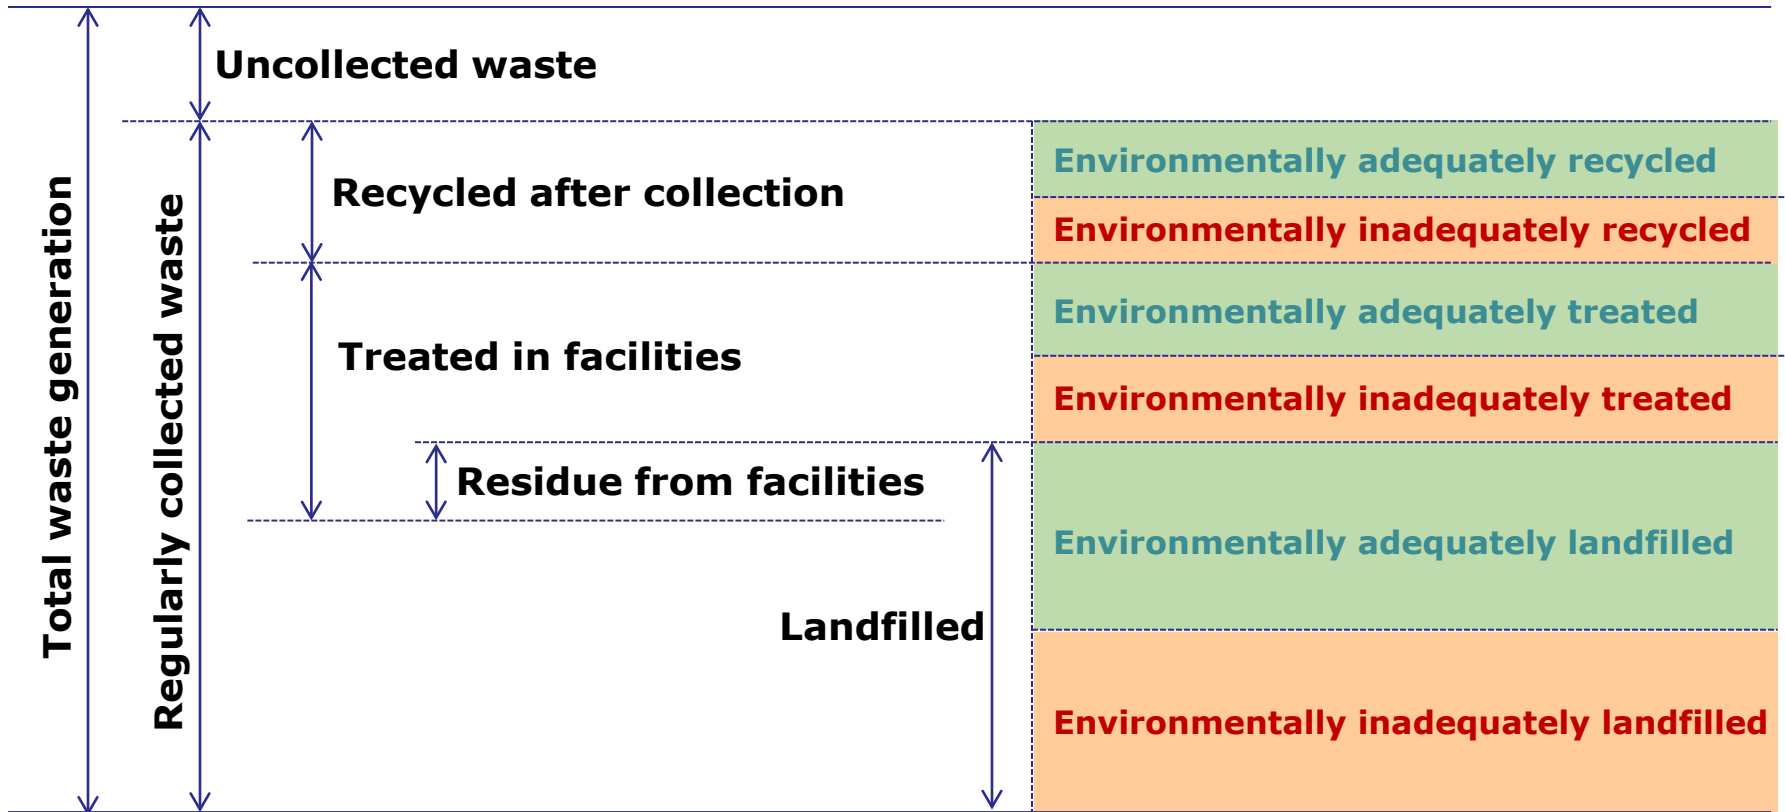 Total waste generation
Regularly collected waste
Uncollected waste
Recycled after collection
Treated in facilities
Residue from facilities
Landfilled
Environmentally adequately recycled
Environmentally inadequately recycled
Environmentally adequately treated
Environmentally inadequately treated
Environmentally adequately landfilled
Environmentally inadequately landfilled